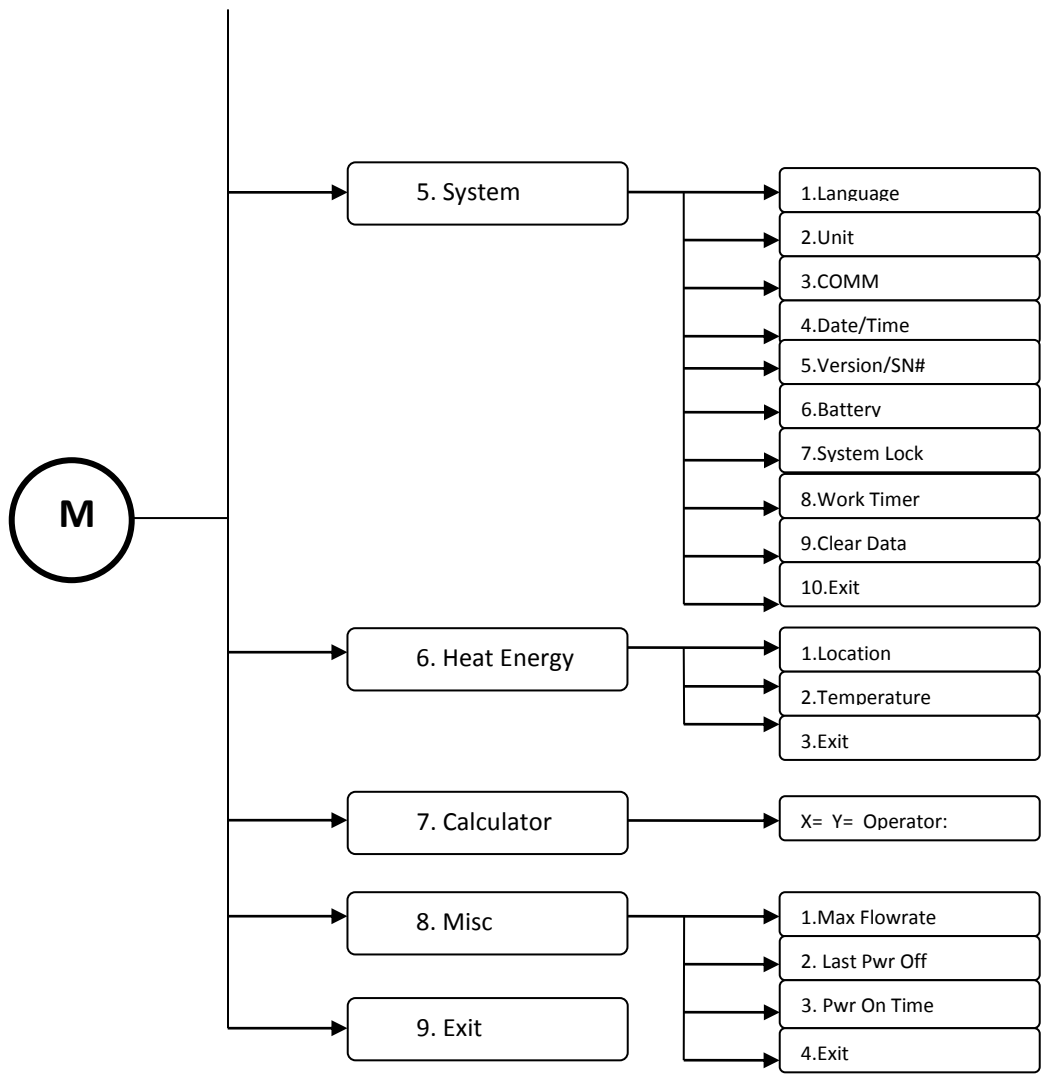 5. System
1.Language
2.Unit
3.COMM
4.Date/Time
5.Version/SN#
6.Battery
7.System Lock
8.Work Timer
9.Clear Data
10.Exit
M
6. Heat Energy
1.Location
2.Temperature
3.Exit
7. Calculator
X= Y= Operator:
8. Misc
1.Max Flowrate
2. Last Pwr Off
3. Pwr On Time
4.Exit
9. Exit